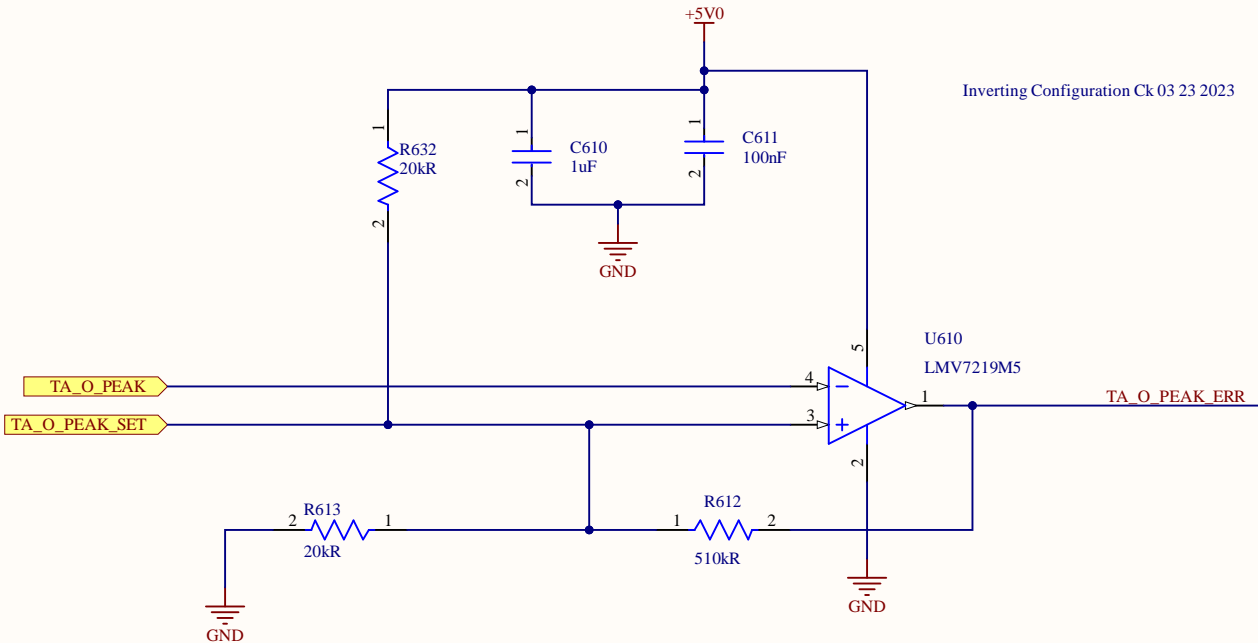 +5V0
Inverting Configuration Ck 03 23 2023
1
R632
20kR
2
1
C610
1uF
2
1
C611
100nF
2
GND
U610
LMV7219M5
5
TA_O_PEAK
4
1
TA_O_PEAK_ERR
TA_O_PEAK_SET
3
2
R613
2
1
20kR
R612
1
2
510kR
GND
GND